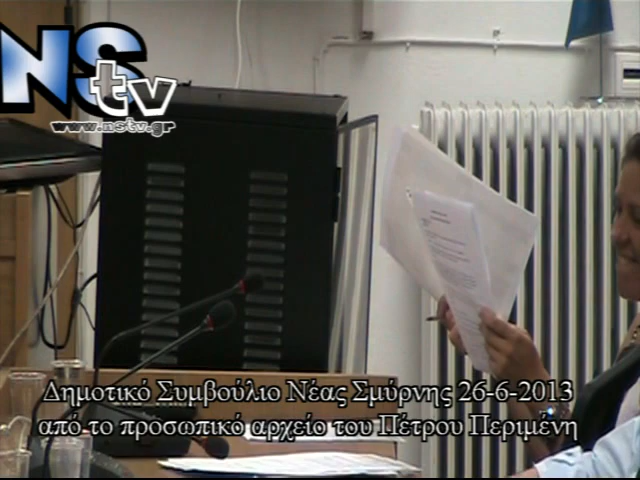 NS
tv
www.nstv.gr
Δημοτικό Συμβούλιο Νέας Σμύρνης 26-6-2013
από το προσωπικό αρχείο του Πέτρου Περιμένη